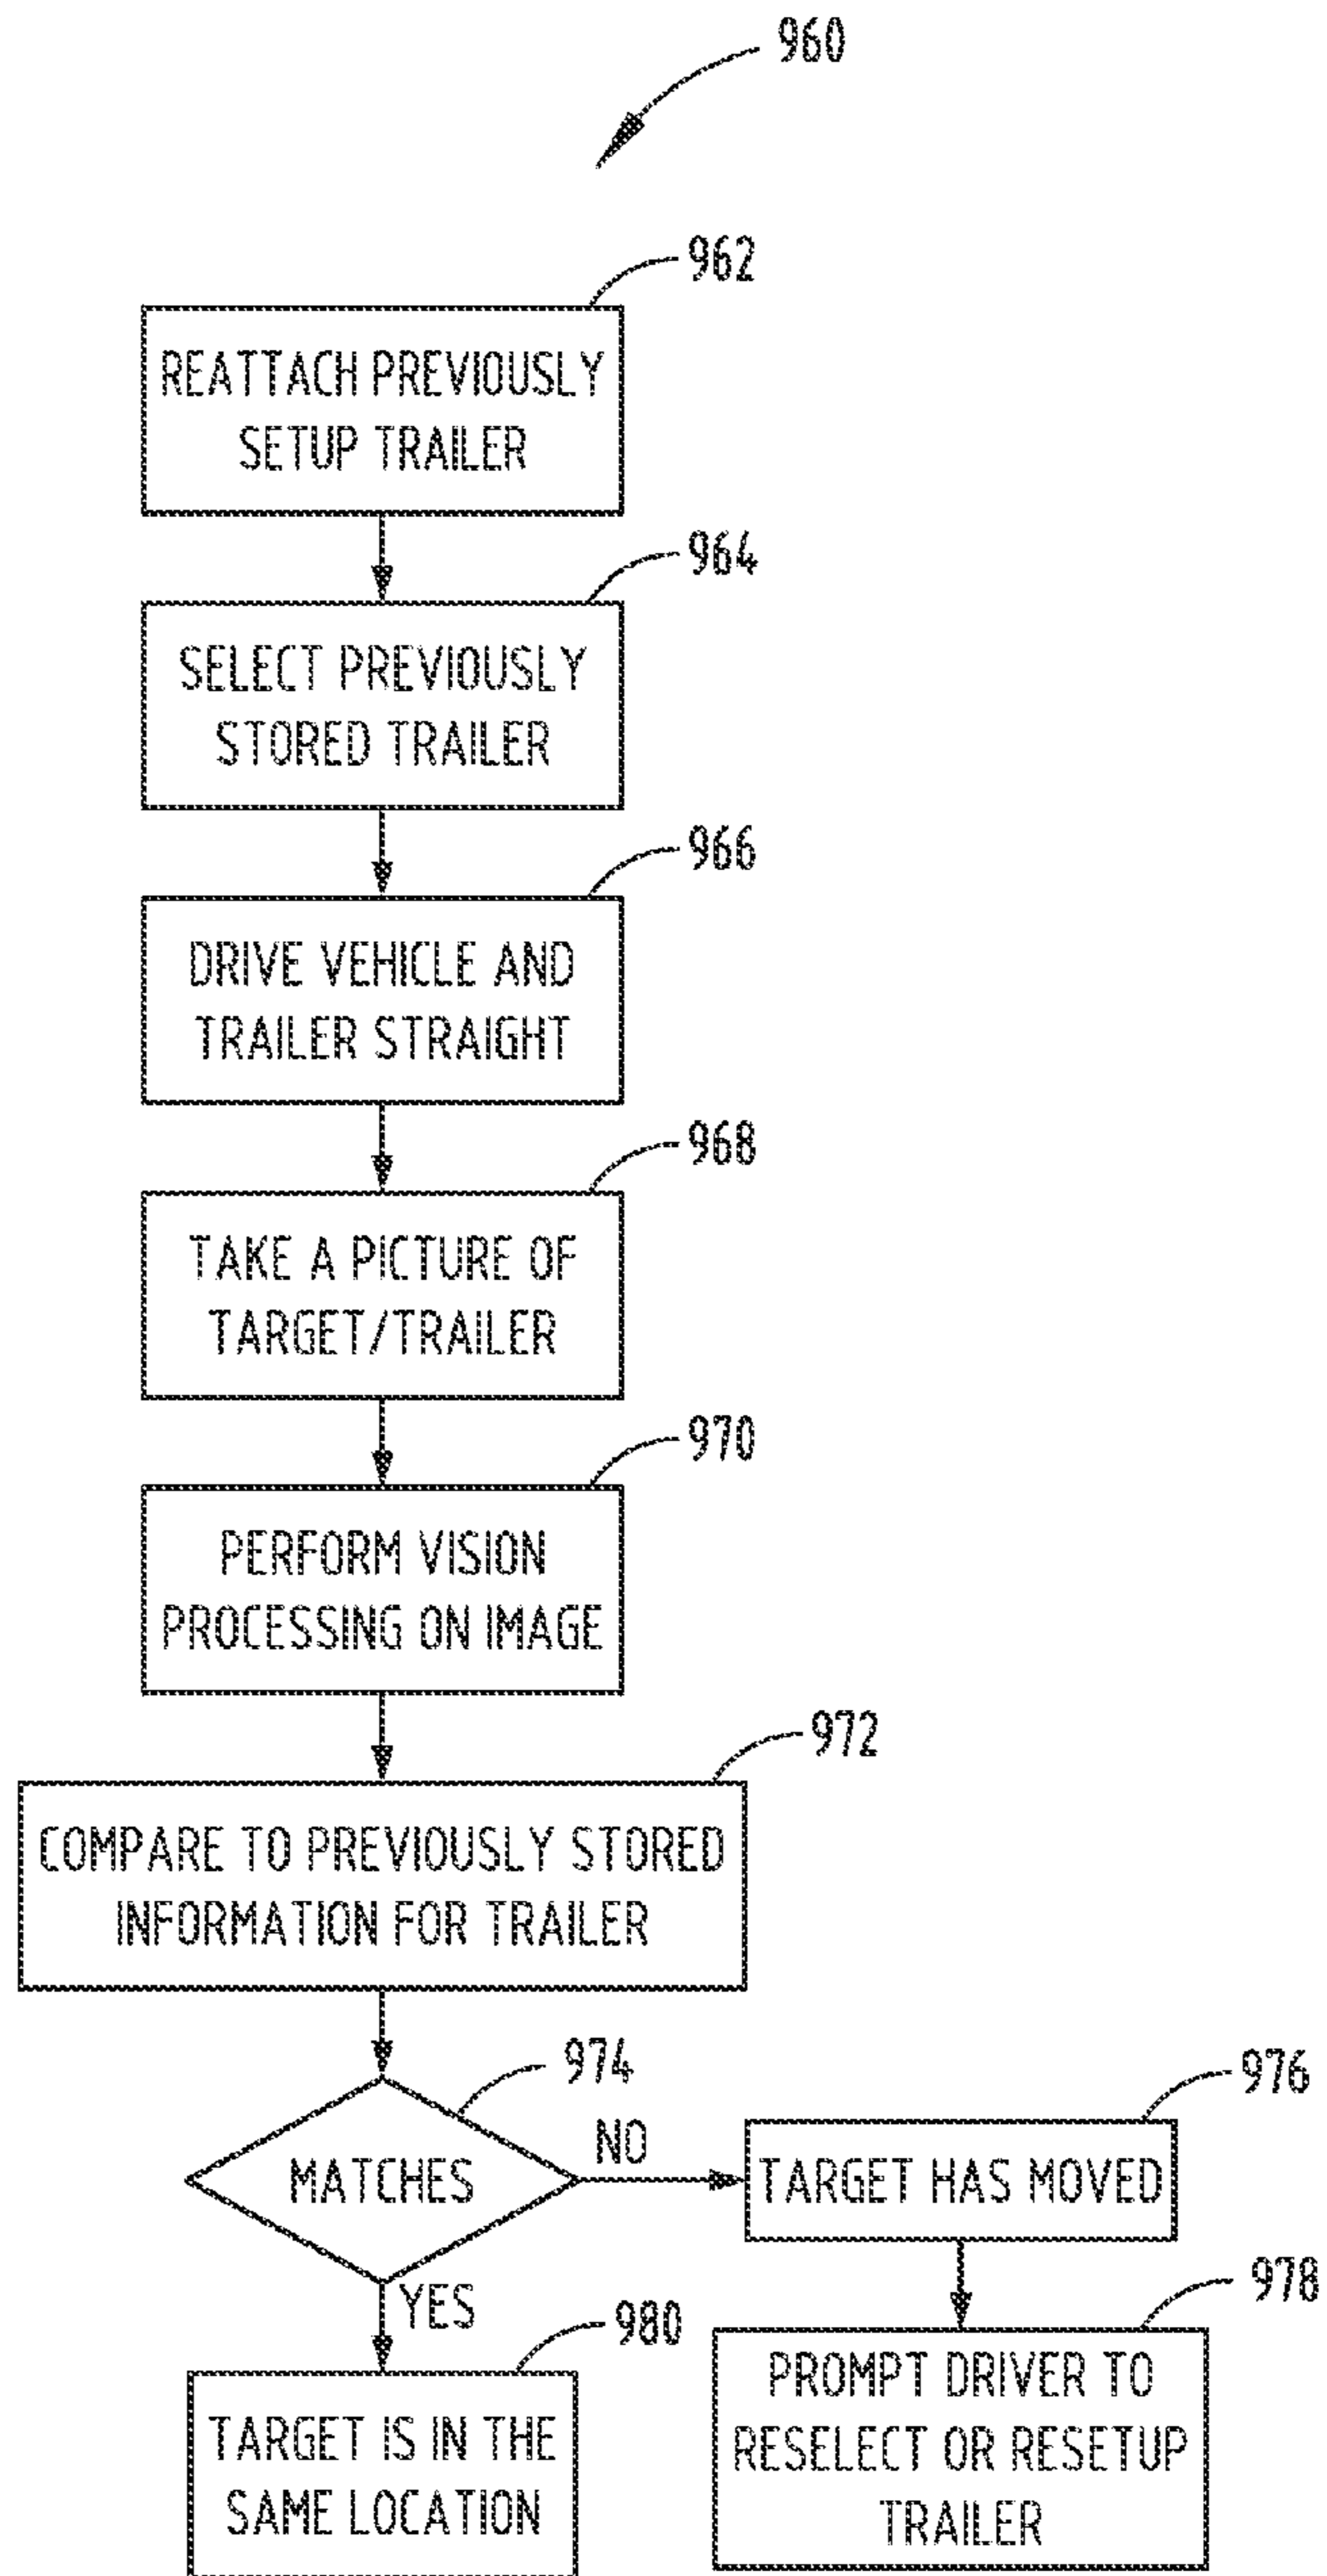 960
962
REATTACH PREVIOUSLY
SETUP TRAILER
964
SELECT PREVIOUSLY
STORED TRAILER
966
DRIVE VEHICLE AND
TRAILER STRAIGHT
968
TAKE A PICTURE OF
TARGET/TRAILER
970
PERFORM VISION
PROCESSING ON IMAGE
972
COMPARE TO PREVIOUSLY STORED
INFORMATION FOR TRAILER
974
MATCHES
NO
976
TARGET HAS MOVED
978
PROMPT DRIVER TO
RESELECT OR RESETUP
TRAILER
YES
980
TARGET IS IN THE
SAME LOCATION